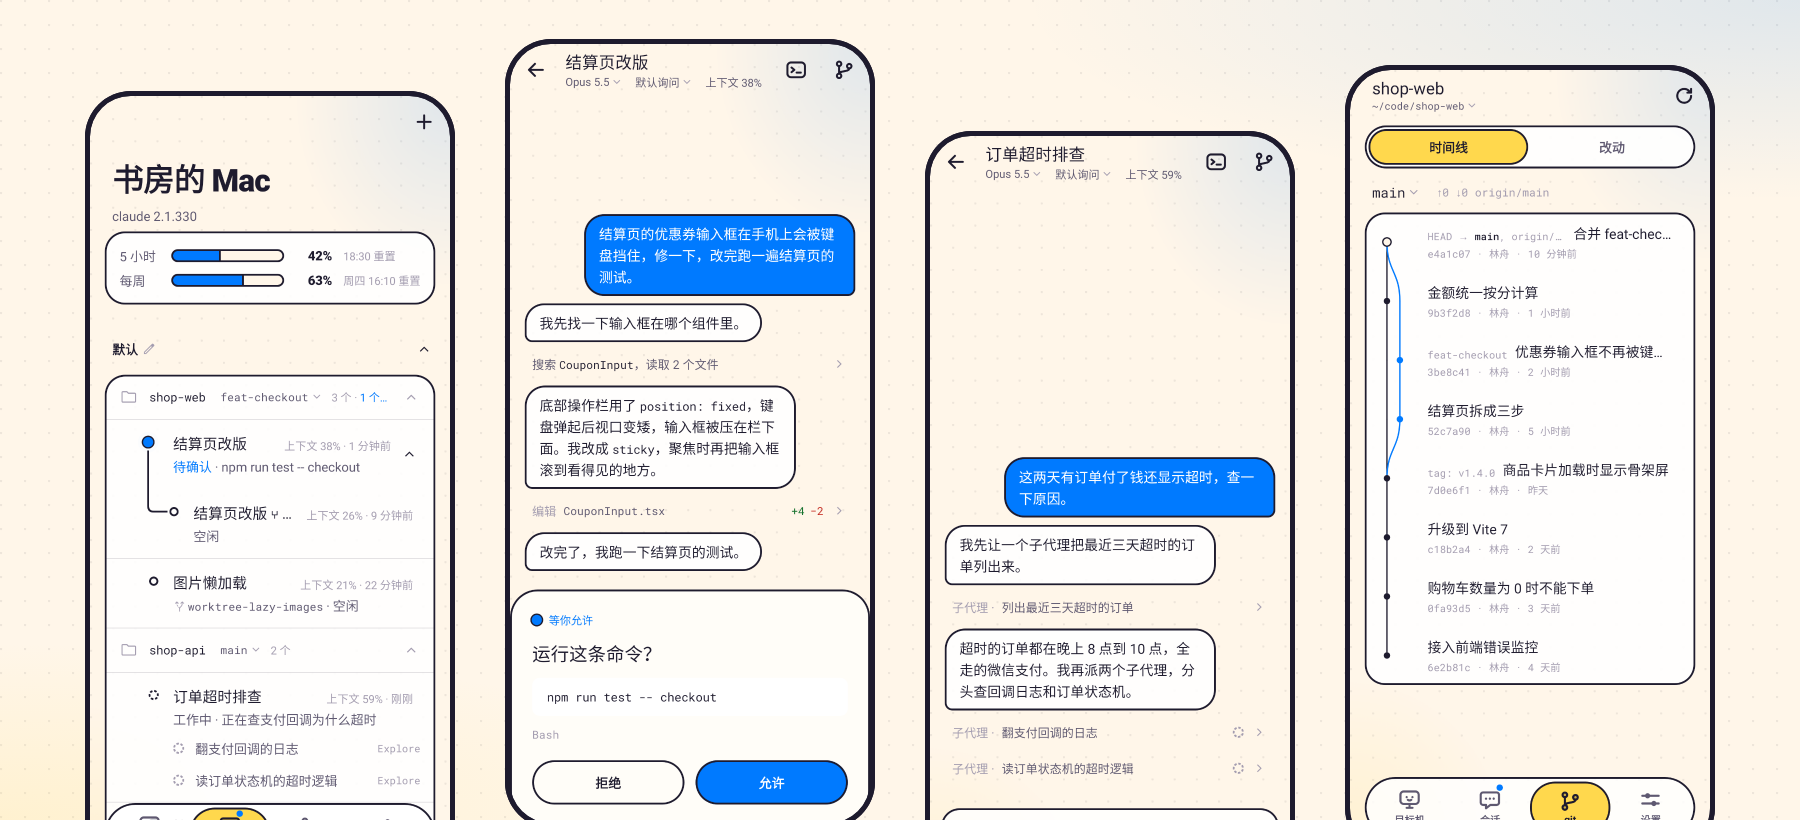 书房的 Mac
claude 2.1.330
5 小时 42% 18:30 重置
每周 63% 周四 16:10 重置
默认
shop-web feat-checkout 3 个 · 1 个...
结算页改版 上下文 38% · 1 分钟前
待确认 · npm run test -- checkout
结算页改版 ... 上下文 26% · 9 分钟前
空闲
图片懒加载 上下文 21% · 22 分钟前
worktree-lazy-images · 空闲
shop-api main 2 个
订单超时排查 上下文 59% · 刚刚
工作中 · 正在查支付回调为什么超时
翻支付回调的日志 Explore
读订单状态机的超时逻辑 Explore
结算页改版
Opus 5.5 默认询问 上下文 38%
结算页的优惠券输入框在手机上会被键
盘挡住，修一下，改完跑一遍结算页的
测试。
我先找一下输入框在哪个组件里。
搜索 CouponInput，读取 2 个文件
底部操作栏用了 position: fixed，键
盘弹起后视口变矮，输入框被压在栏下
面。我改成 sticky，聚焦时再把输入框
滚到看得见的地方。
编辑 CouponInput.tsx +4 −2
改完了，我跑一下结算页的测试。
等你允许
运行这条命令？
npm run test -- checkout
Bash
拒绝 允许
订单超时排查
Opus 5.5 默认询问 上下文 59%
这两天有订单付了钱还显示超时，查一
下原因。
我先让一个子代理把最近三天超时的订
单列出来。
子代理 · 列出最近三天超时的订单
超时的订单都在晚上 8 点到 10 点，全
走的微信支付。我再派两个子代理，分
头查回调日志和订单状态机。
子代理 · 翻支付回调的日志
子代理 · 读订单状态机的超时逻辑
shop-web
~/code/shop-web
时间线 改动
main ↑0 ↓0 origin/main
HEAD → main, origin/… 合并 feat-chec...
e4a1c07 · 林舟 · 10 分钟前
金额统一按分计算
9b3f2d8 · 林舟 · 1 小时前
feat-checkout 优惠券输入框不再被键...
3be8c41 · 林舟 · 2 小时前
结算页拆成三步
52c7a90 · 林舟 · 5 小时前
tag: v1.4.0 商品卡片加载时显示骨架屏
7d0e6f1 · 林舟 · 昨天
升级到 Vite 7
c18b2a4 · 林舟 · 2 天前
购物车数量为 0 时不能下单
0fa93d5 · 林舟 · 3 天前
接入前端错误监控
6e2b81c · 林舟 · 4 天前
目标机 会话 git 设置